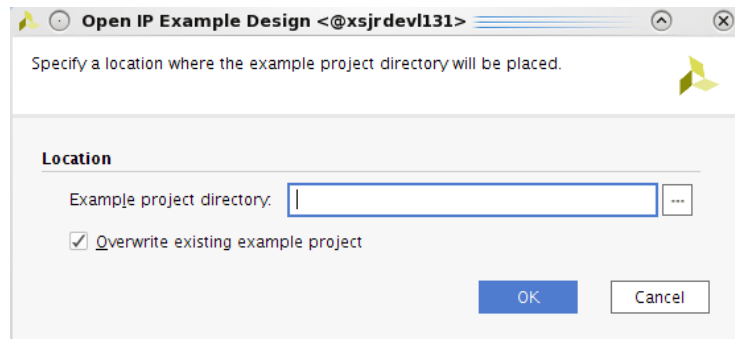 Open IP Example Design <@xsjrdevl131>
Specify a location where the example project directory will be placed.
Location
Example project directory:
...
Overwrite existing example project
OK Cancel